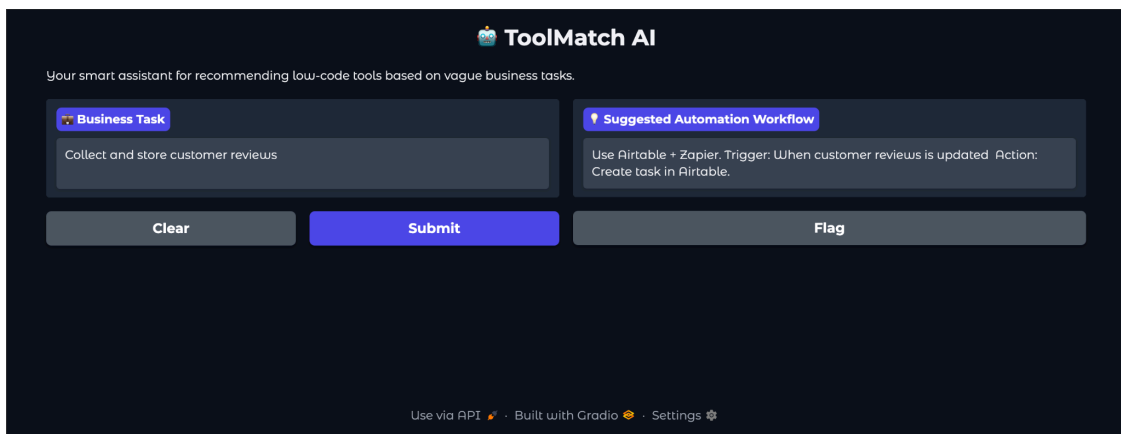 🤖 ToolMatch AI
Your smart assistant for recommending low-code tools based on vague business tasks.
💼 Business Task
Collect and store customer reviews
💡 Suggested Automation Workflow
Use Airtable + Zapier. Trigger: When customer reviews is updated  Action:
Create task in Airtable.
Clear
Submit
Flag
Use via API 🚀 · Built with Gradio · Settings ⚙️